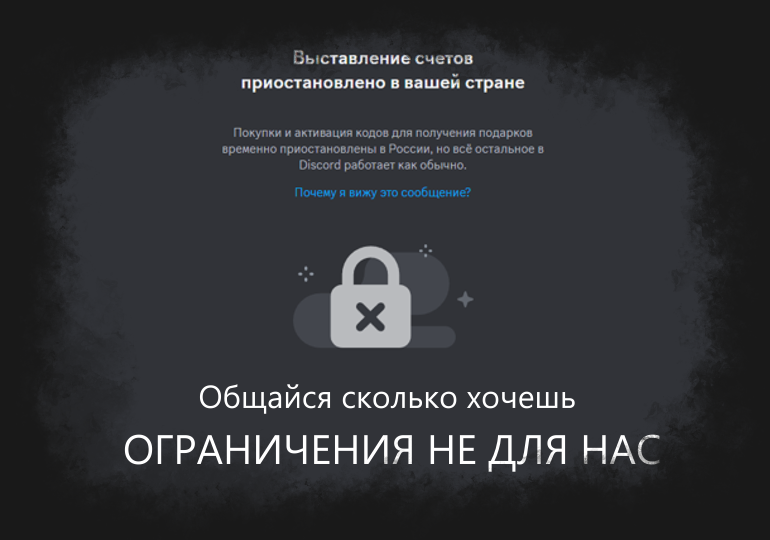 Выставление счетов
приостановлено в вашей стране
Покупки и активация кодов для получения подарков
временно приостановлены в России, но всё остальное в
Discord работает как обычно.
Почему я вижу это сообщение?
Общайся сколько хочешь
ОГРАНИЧЕНИЯ НЕ ДЛЯ НАС